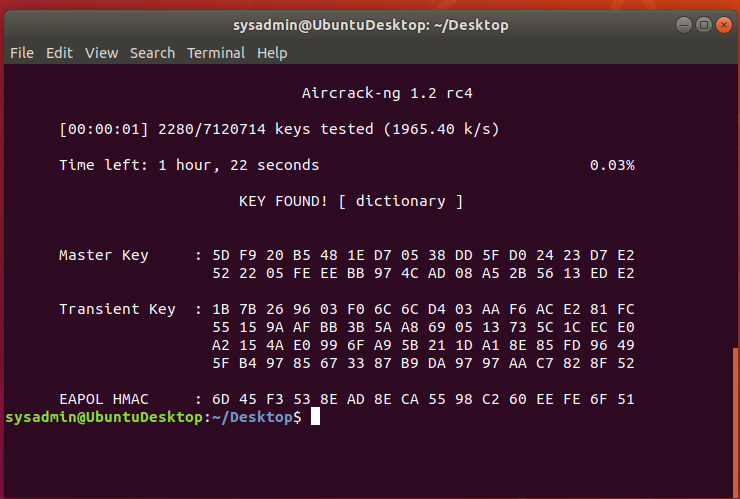 sysadmin@UbuntuDesktop: ~/Desktop
File Edit View Search Terminal Help
Aircrack-ng 1.2 rc4
[00:00:01] 2280/7120714 keys tested (1965.40 k/s)
Time left: 1 hour, 22 seconds 0.03%
KEY FOUND! [ dictionary ]
Master Key : 5D F9 20 B5 48 1E D7 05 38 DD 5F D0 24 23 D7 E2
52 22 05 FE EE BB 97 4C AD 08 A5 2B 56 13 ED E2
Transient Key : 1B 7B 26 96 03 F0 6C 6C D4 03 AA F6 AC E2 81 FC
55 15 9A AF BB 3B 5A A8 69 05 13 73 5C 1C EC E0
A2 15 4A E0 99 6F A9 5B 21 1D A1 8E 85 FD 96 49
5F B4 97 85 67 33 87 B9 DA 97 97 AA C7 82 8F 52
EAPOL HMAC : 6D 45 F3 53 8E AD 8E CA 55 98 C2 60 EE FE 6F 51
sysadmin@UbuntuDesktop:~/Desktop$